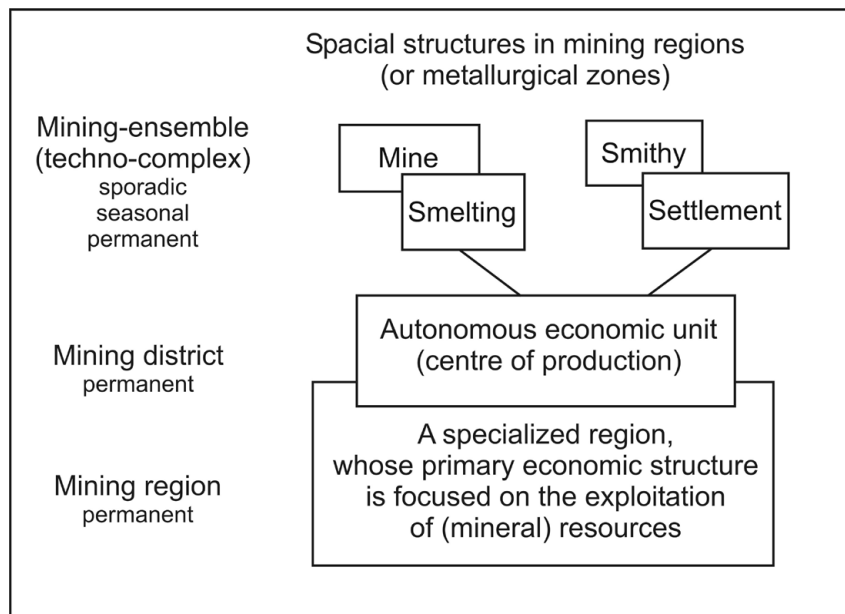 Spacial structures in mining regions
(or metallurgical zones)
Mining-ensemble
(techno-complex)
sporadic
seasonal
permanent
Mine
Smelting
Smithy
Settlement
Mining district
permanent
Autonomous economic unit
(centre of production)
Mining region
permanent
A specialized region,
whose primary economic structure
is focused on the exploitation
of (mineral) resources